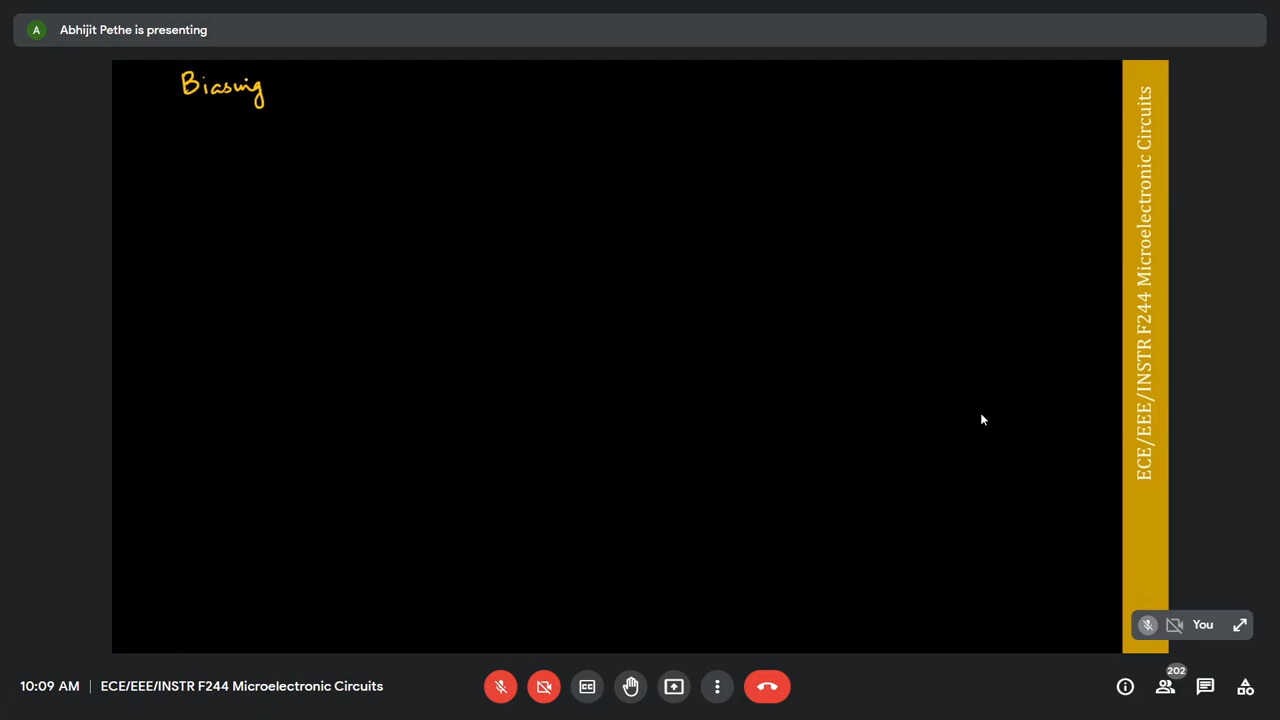 A
Abhijit Pethe is presenting
Biasing
ECE/EEE/INSTR F244 Microelectronic Circuits
You
202
10:09 AM | ECE/EEE/INSTR F244 Microelectronic Circuits
CC